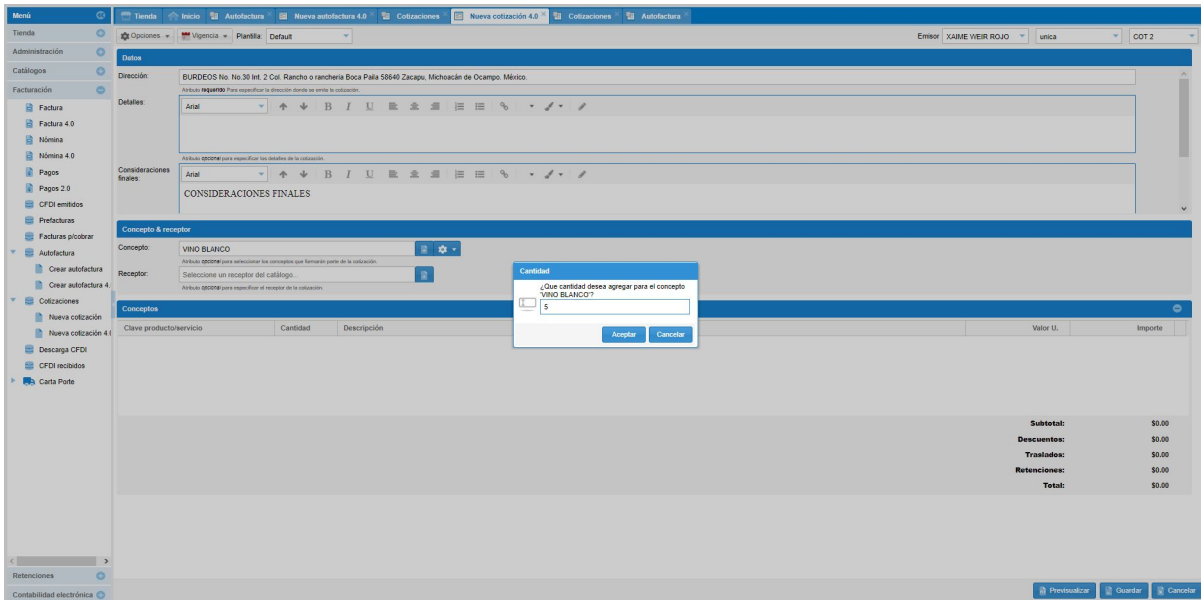 Menú
Tienda
Inicio
Autofactura
Nueva autofactura 4.0
Cotizaciones
Nueva cotización 4.0
Cotizaciones
Autofactura
Tienda
Administración
Catálogos
Facturación
Factura
Factura 4.0
Nómina
Nómina 4.0
Pagos
Pagos 2.0
CFDI emitidos
Prefacturas
Facturas p/cobrar
Autofactura
Crear autofactura
Crear autofactura 4.
Cotizaciones
Nueva cotización
Nueva cotización 4.0
Descarga CFDI
CFDI recibidos
Carta Porte
Retenciones
Contabilidad electrónica
Opciones. Vigencia Plantilla: Default
Emisor XAIME WEIR ROJO unica COT 2
Datos
Dirección: BURDEOS No. No.30 Int. 2 Col. Rancho o rancheria Boca Paila 58640 Zacapu, Michoacán de Ocampo. México.
Atributo requerido Para especificar la dirección donde se emite la cotización.
Detalles: Arial B I U
Atributo opcional para especificar los detalles de la cotización.
Consideraciones finales: Arial B I U
CONSIDERACIONES FINALES
Concepto & receptor
Concepto: VINO BLANCO
Atributo opcional para seleccionar los conceptos que formarán parte de la cotización.
Receptor: Seleccione un receptor del catálogo...
Atributo opcional para especificar el receptor de la cotización.
Cantidad
¿Que cantidad desea agregar para el concepto
'VINO BLANCO'?
5
Aceptar Cancelar
Conceptos
Clave producto/servicio Cantidad Descripción Valor U. Importe
Subtotal: $0.00
Descuentos: $0.00
Traslados: $0.00
Retenciones: $0.00
Total: $0.00
Previsualizar Guardar Cancelar